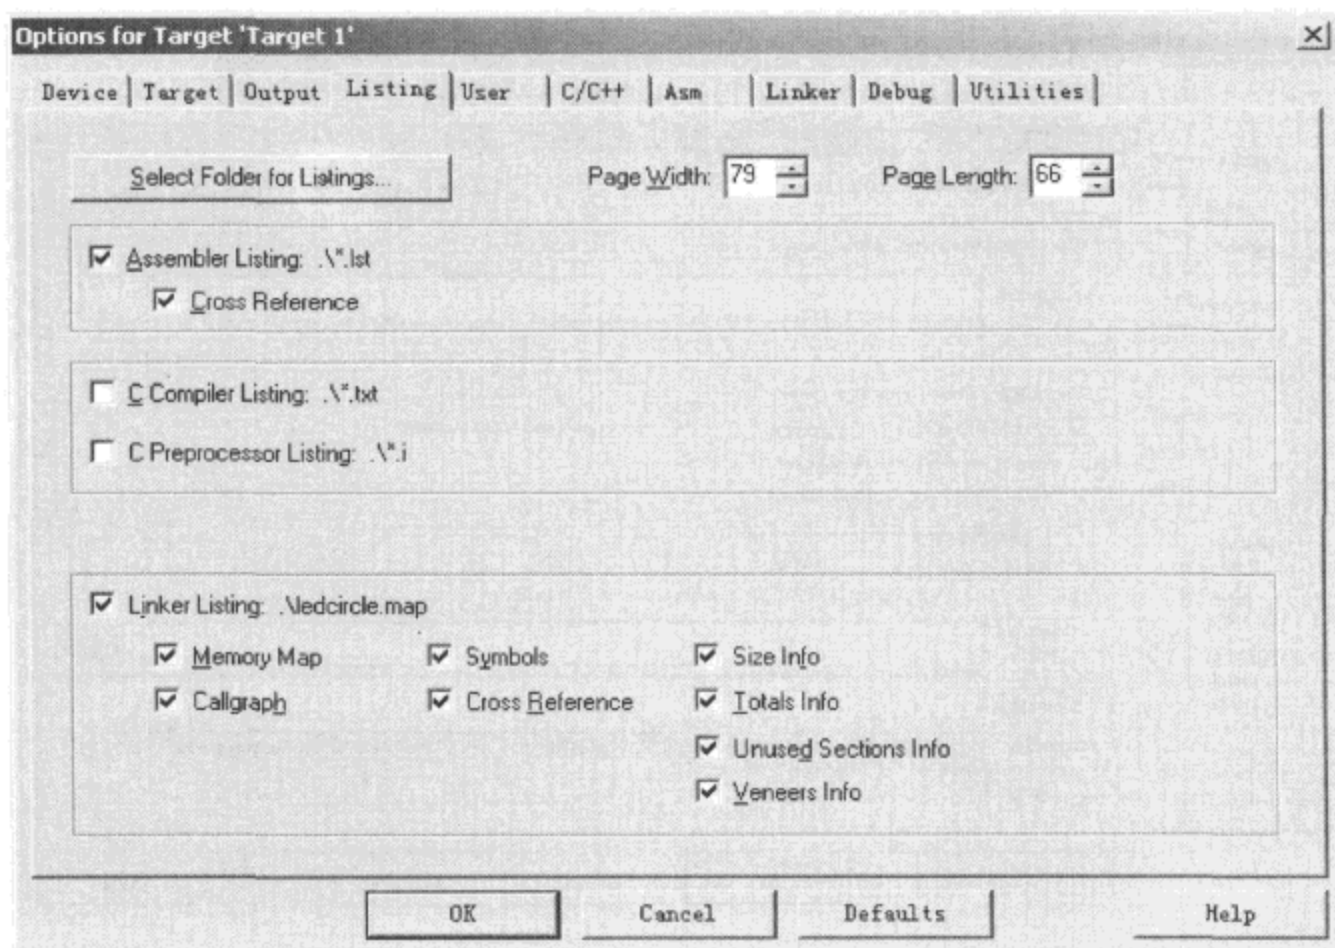 Options for Target 'Target 1'
Device Target Output Listing User C/C++ Asm Linker Debug Utilities
Select Folder for Listings... Page Width: 79 Page Length: 66
Assembler Listing: .\*.lst
Cross Reference
C Compiler Listing: .\*.txt
C Preprocessor Listing: .\*.i
Linker Listing: .\ledcircle.map
Memory Map Symbols Size Info
Callgraph Cross Reference Totals Info
Unused Sections Info
Veneers Info
OK Cancel Defaults Help